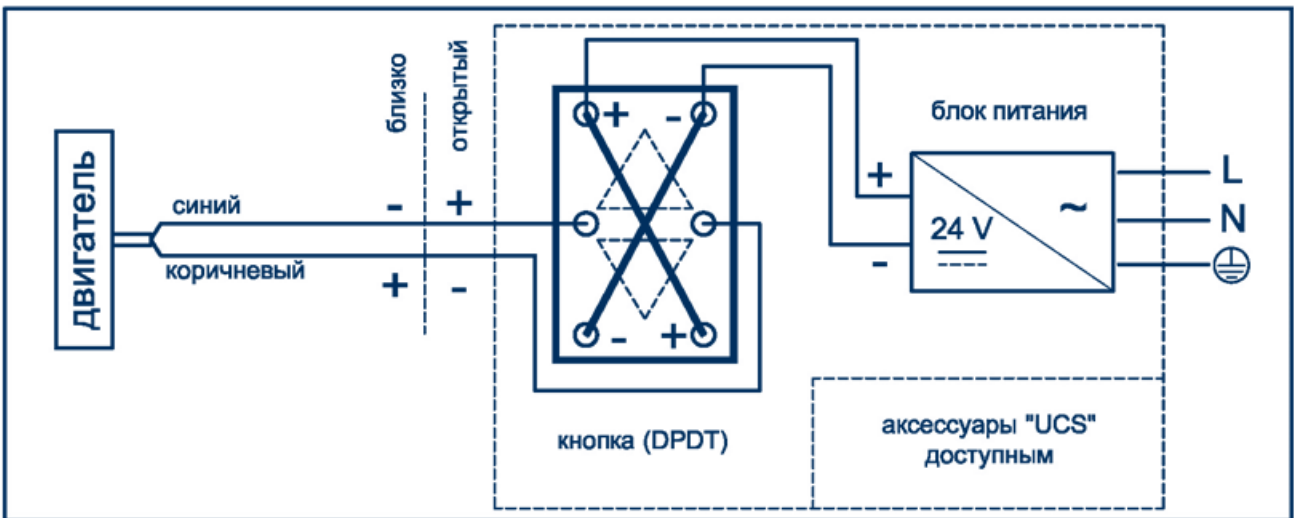 двигатель
синий
коричневый
близко
открытый
- +
+ -
+ -
- +
кнопка (DPDT)
блок питания
+
-
24 V
~
L
N
аксессуары "UCS"
доступным